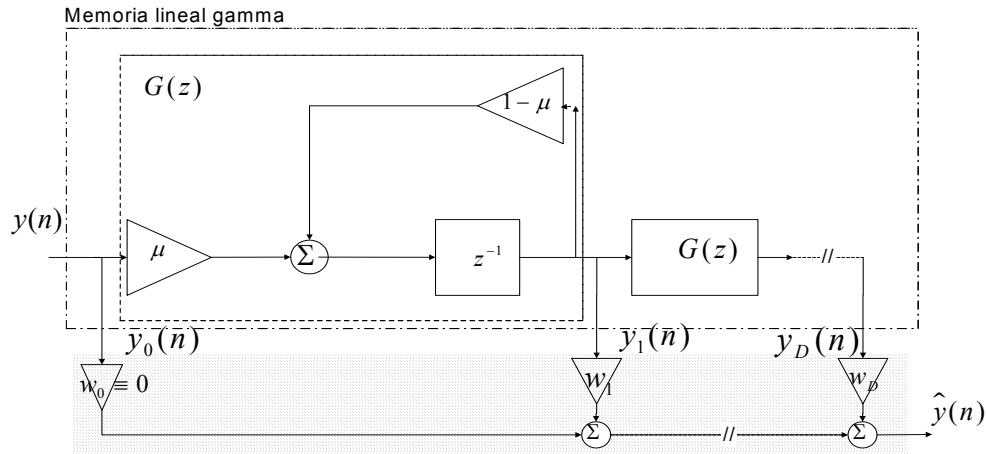 Memoria lineal gamma
G(z)
1 − μ
y(n)
μ
Σ
z⁻¹
G(z)
//
y₀(n)
y₁(n)
y_D(n)
w₀ ≡ 0
w₁
w_D
ŷ(n)
Σ
//
Σ